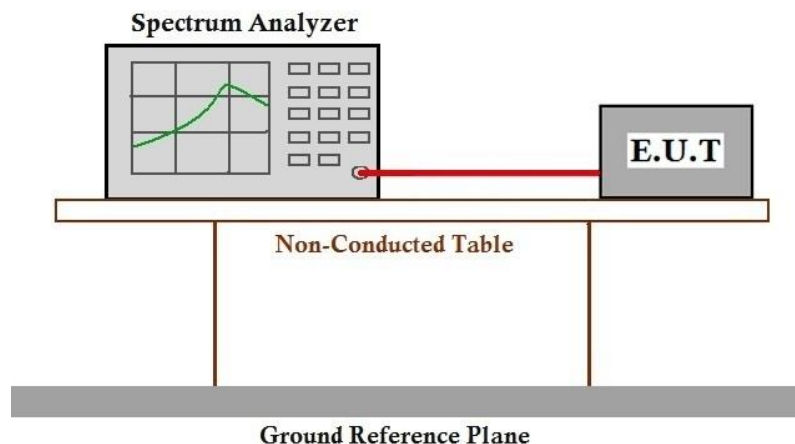 Spectrum Analyzer
E.U.T
Non-Conducted Table
Ground Reference Plane